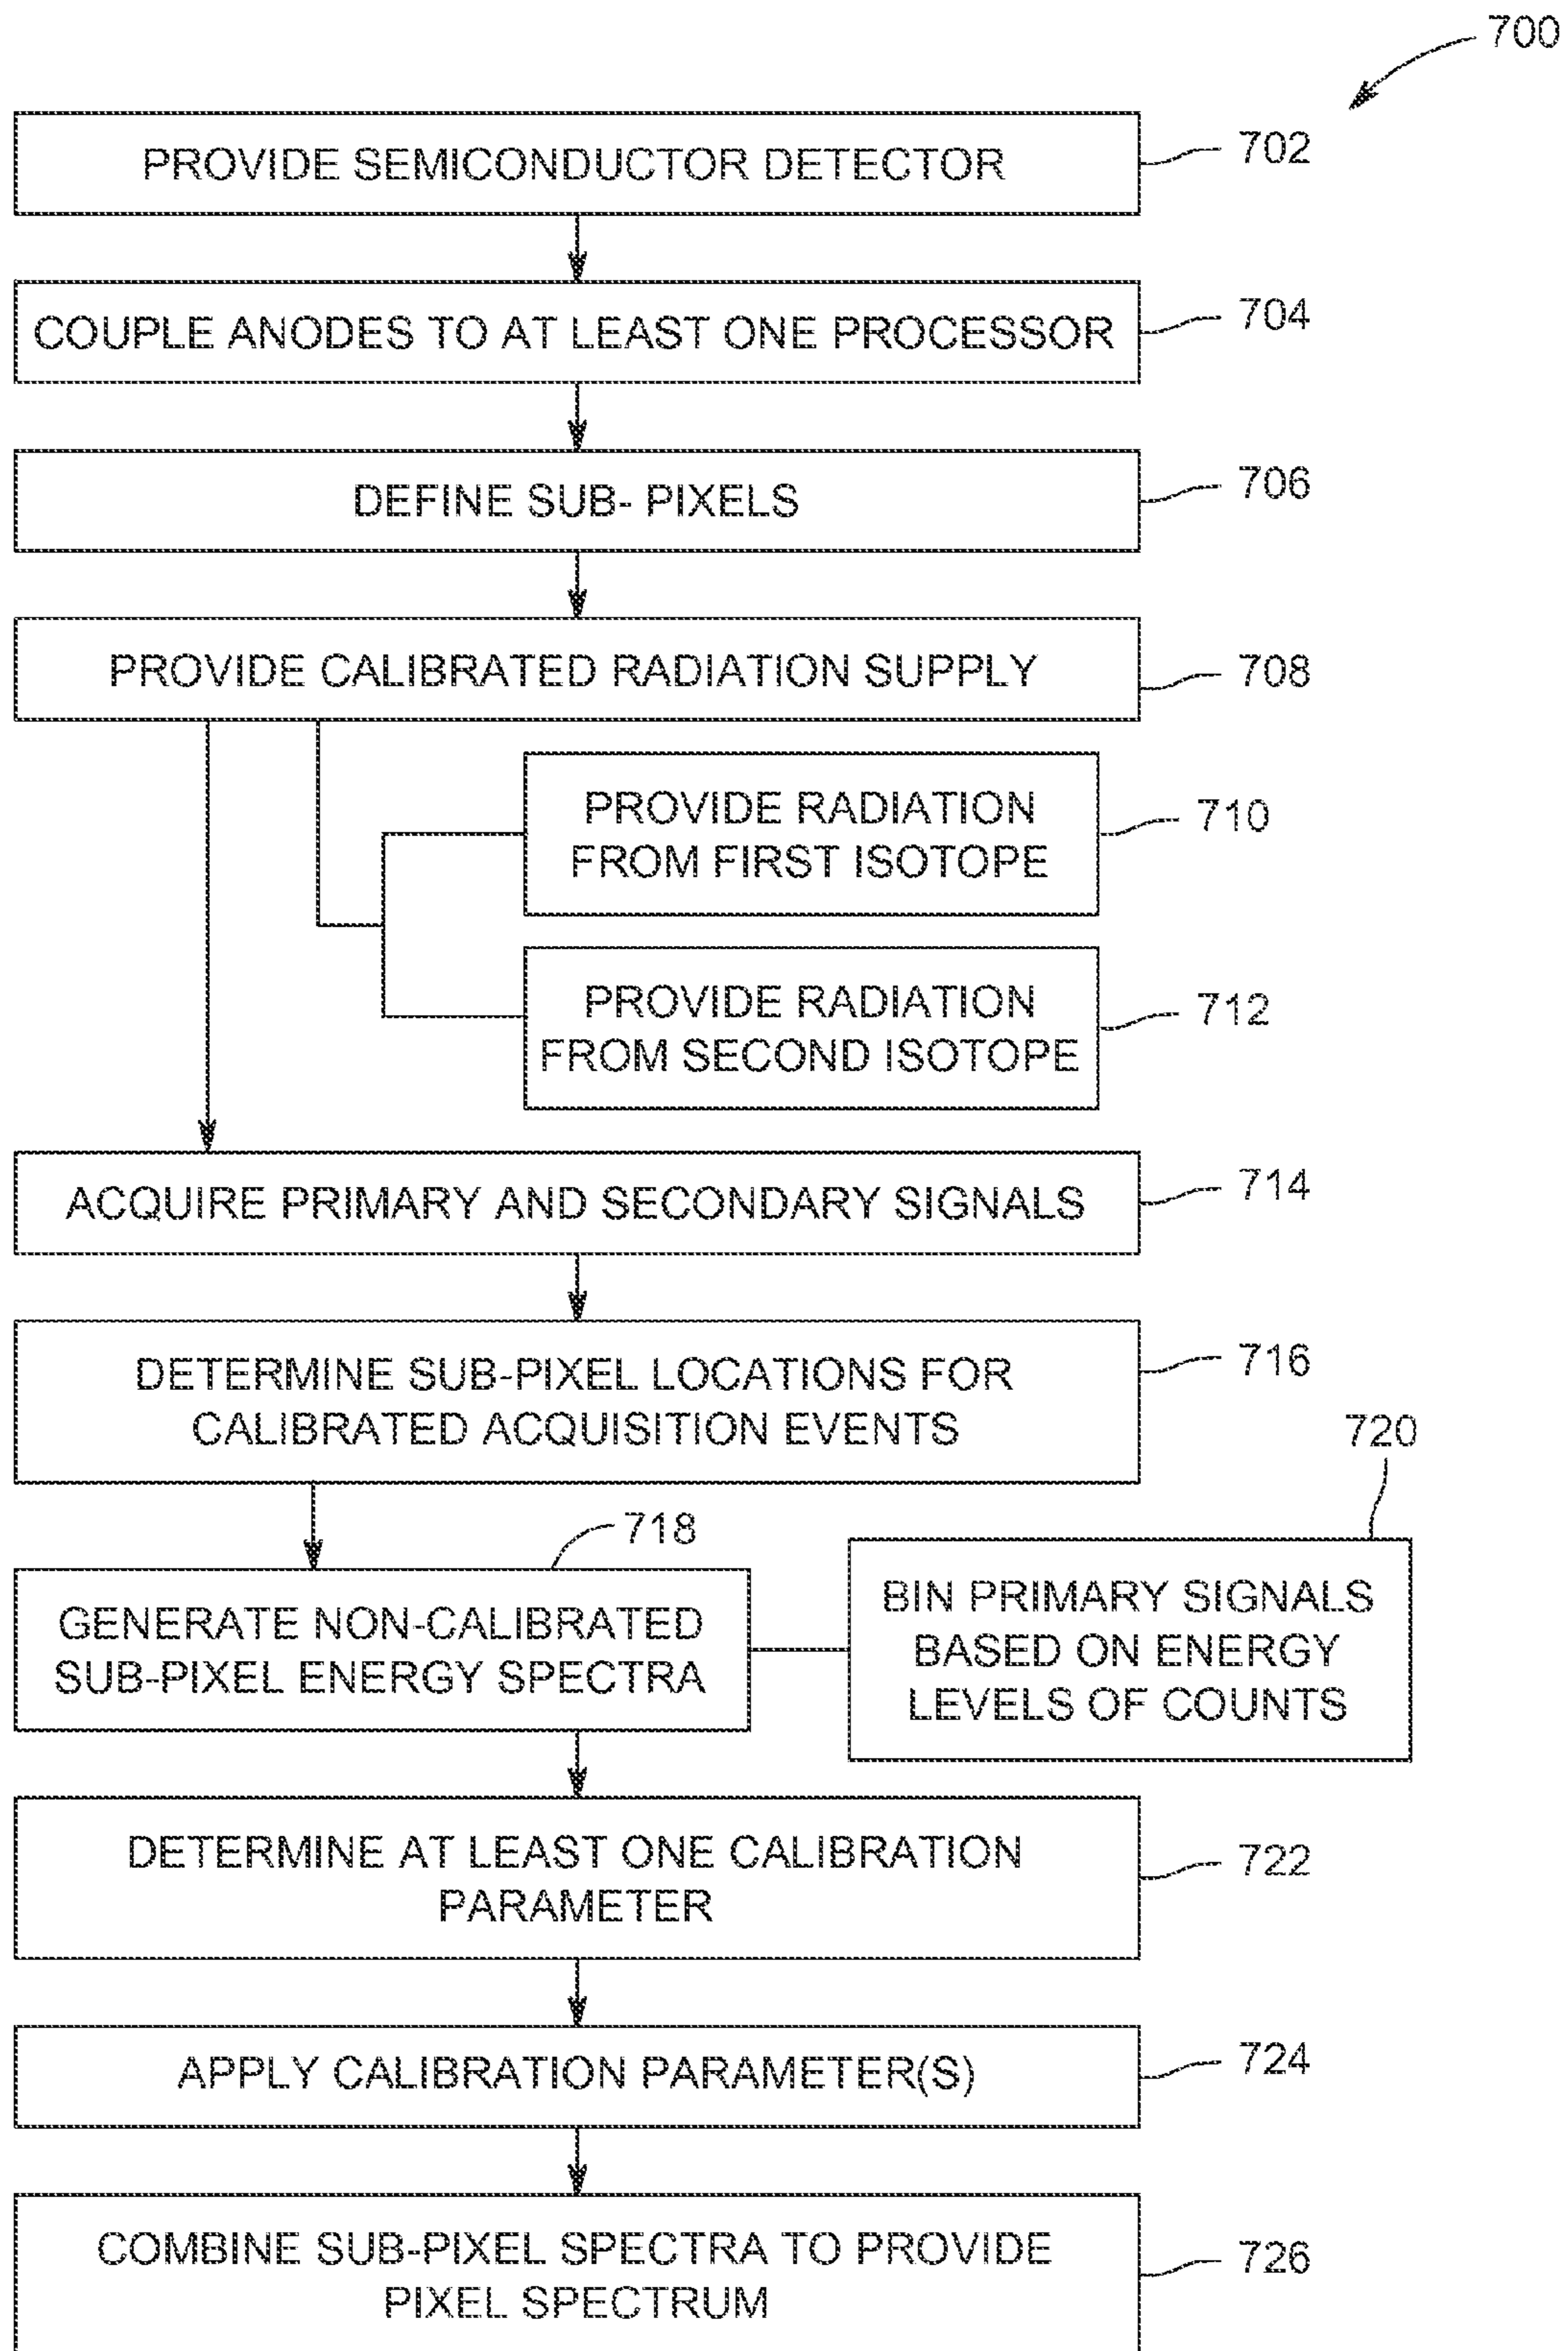 700
PROVIDE SEMICONDUCTOR DETECTOR
702
COUPLE ANODES TO AT LEAST ONE PROCESSOR
704
DEFINE SUB- PIXELS
706
PROVIDE CALIBRATED RADIATION SUPPLY
708
PROVIDE RADIATION
FROM FIRST ISOTOPE
710
PROVIDE RADIATION
FROM SECOND ISOTOPE
712
ACQUIRE PRIMARY AND SECONDARY SIGNALS
714
DETERMINE SUB-PIXEL LOCATIONS FOR
CALIBRATED ACQUISITION EVENTS
716
GENERATE NON-CALIBRATED
SUB-PIXEL ENERGY SPECTRA
718
720
BIN PRIMARY SIGNALS
BASED ON ENERGY
LEVELS OF COUNTS
DETERMINE AT LEAST ONE CALIBRATION
PARAMETER
722
APPLY CALIBRATION PARAMETER(S)
724
COMBINE SUB-PIXEL SPECTRA TO PROVIDE
PIXEL SPECTRUM
726